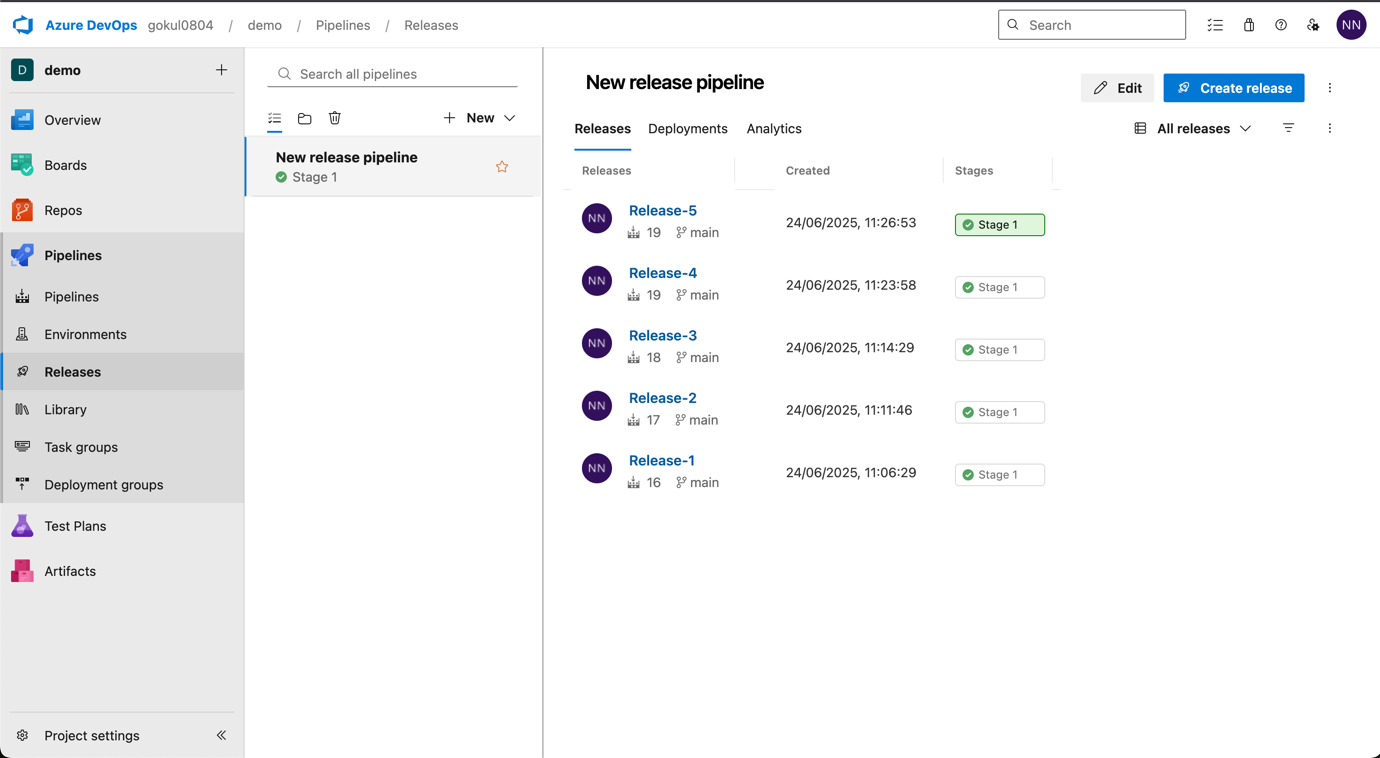 Azure DevOps gokul0804 / demo / Pipelines / Releases
Search
NN
D demo
Overview
Boards
Repos
Pipelines
Pipelines
Environments
Releases
Library
Task groups
Deployment groups
Test Plans
Artifacts
Project settings
Search all pipelines
New
New release pipeline
Stage 1
New release pipeline
Edit
Create release
Releases Deployments Analytics
All releases
Releases Created Stages
NN Release-5 24/06/2025, 11:26:53 Stage 1
19 main
NN Release-4 24/06/2025, 11:23:58 Stage 1
19 main
NN Release-3 24/06/2025, 11:14:29 Stage 1
18 main
NN Release-2 24/06/2025, 11:11:46 Stage 1
17 main
NN Release-1 24/06/2025, 11:06:29 Stage 1
16 main